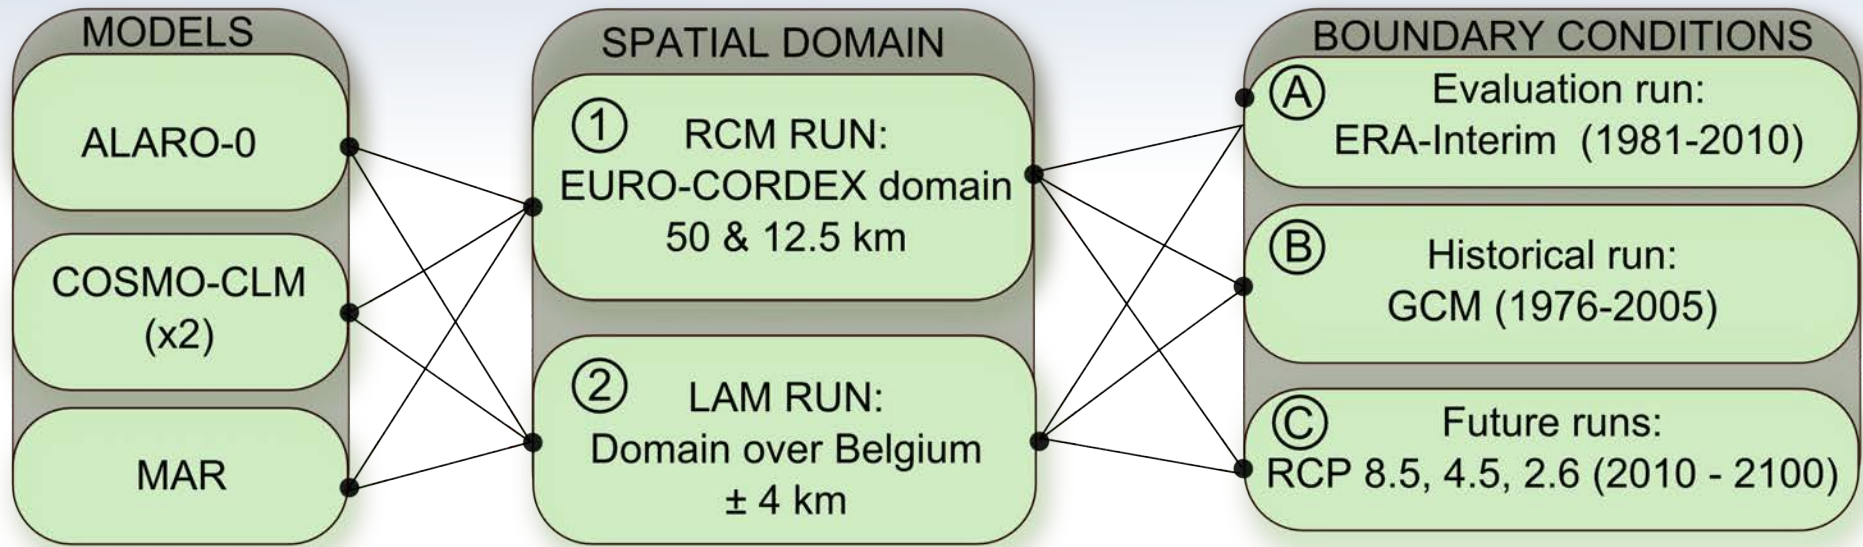 MODELS
ALARO-0
COSMO-CLM
(x2)
MAR
SPATIAL DOMAIN
1
RCM RUN:
EURO-CORDEX domain
50 & 12.5 km
2
LAM RUN:
Domain over Belgium
± 4 km
BOUNDARY CONDITIONS
A
Evaluation run:
ERA-Interim (1981-2010)
B
Historical run:
GCM (1976-2005)
C
Future runs:
RCP 8.5, 4.5, 2.6 (2010 - 2100)